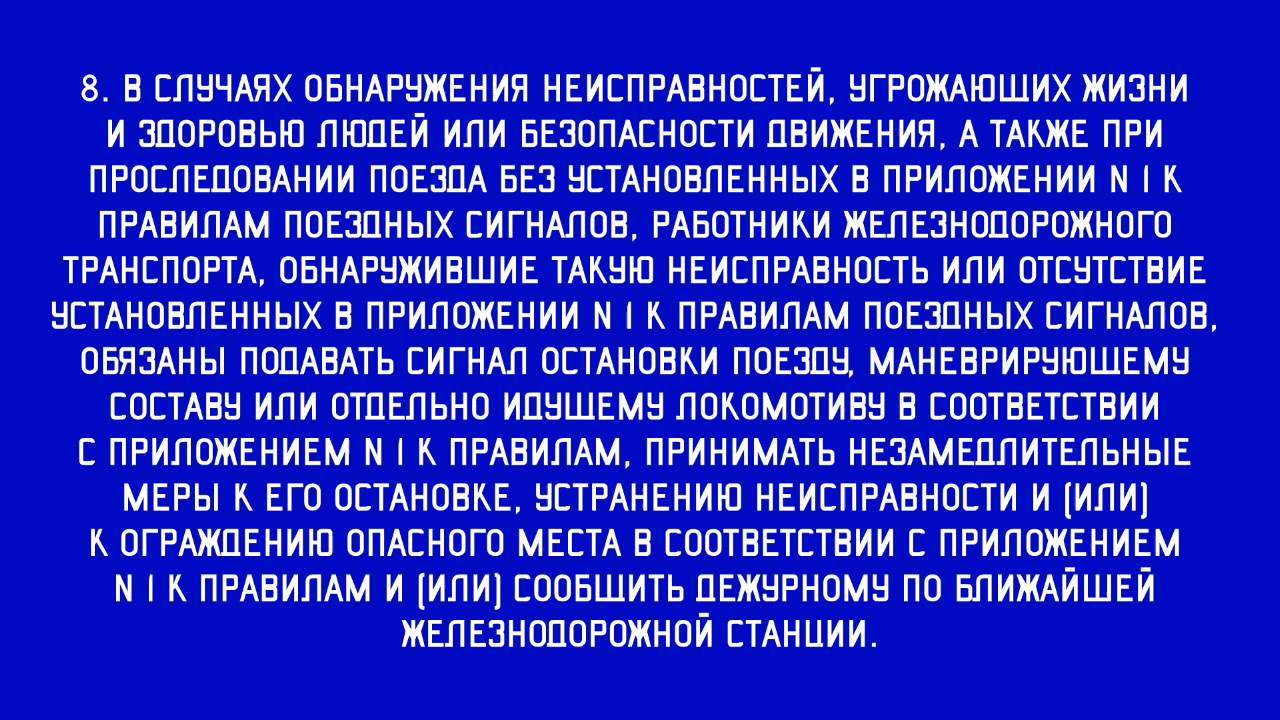 8. В СЛУЧАЯХ ОБНАРУЖЕНИЯ НЕИСПРАВНОСТЕЙ, УГРОЖАЮЩИХ ЖИЗНИ
И ЗДОРОВЬЮ ЛЮДЕЙ ИЛИ БЕЗОПАСНОСТИ ДВИЖЕНИЯ, А ТАКЖЕ ПРИ
ПРОСЛЕДОВАНИИ ПОЕЗДА БЕЗ УСТАНОВЛЕННЫХ В ПРИЛОЖЕНИИ N 1 К
ПРАВИЛАМ ПОЕЗДНЫХ СИГНАЛОВ, РАБОТНИКИ ЖЕЛЕЗНОДОРОЖНОГО
ТРАНСПОРТА, ОБНАРУЖИВШИЕ ТАКУЮ НЕИСПРАВНОСТЬ ИЛИ ОТСУТСТВИЕ
УСТАНОВЛЕННЫХ В ПРИЛОЖЕНИИ N 1 К ПРАВИЛАМ ПОЕЗДНЫХ СИГНАЛОВ,
ОБЯЗАНЫ ПОДАВАТЬ СИГНАЛ ОСТАНОВКИ ПОЕЗДУ, МАНЕВРИРУЮЩЕМУ
СОСТАВУ ИЛИ ОТДЕЛЬНО ИДУЩЕМУ ЛОКОМОТИВУ В СООТВЕТСТВИИ
С ПРИЛОЖЕНИЕМ N 1 К ПРАВИЛАМ, ПРИНИМАТЬ НЕЗАМЕДЛИТЕЛЬНЫЕ
МЕРЫ К ЕГО ОСТАНОВКЕ, УСТРАНЕНИЮ НЕИСПРАВНОСТИ И (ИЛИ)
К ОГРАЖДЕНИЮ ОПАСНОГО МЕСТА В СООТВЕТСТВИИ С ПРИЛОЖЕНИЕМ
N 1 К ПРАВИЛАМ И (ИЛИ) СООБЩИТЬ ДЕЖУРНОМУ ПО БЛИЖАЙШЕЙ
ЖЕЛЕЗНОДОРОЖНОЙ СТАНЦИИ.